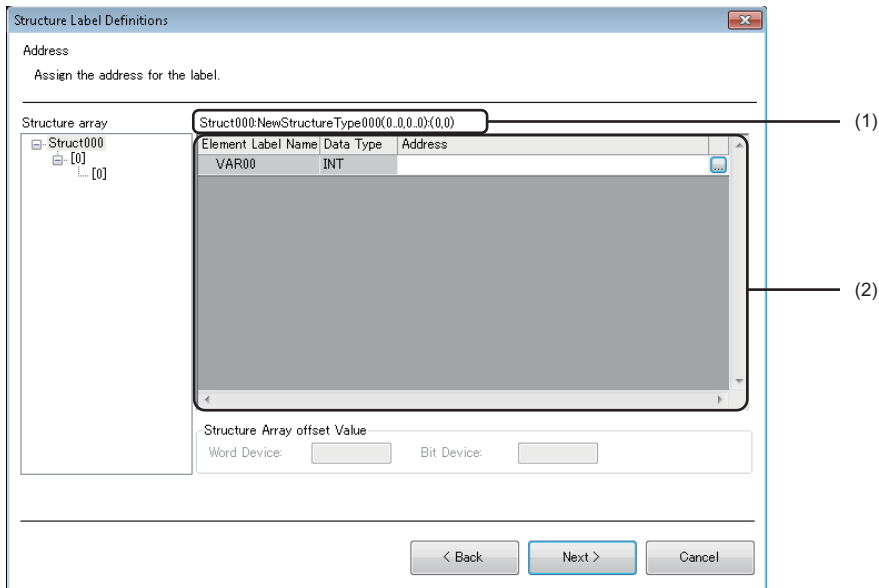 Structure Label Definitions
Address
Assign the address for the label.
Structure array
Struct000:NewStructureType000(0..0,0..0):(0,0)
(1)
Struct000
[0]
[0]
Element Label Name Data Type Address
VAR00 INT ...
(2)
Structure Array offset Value
Word Device: Bit Device:
< Back Next > Cancel